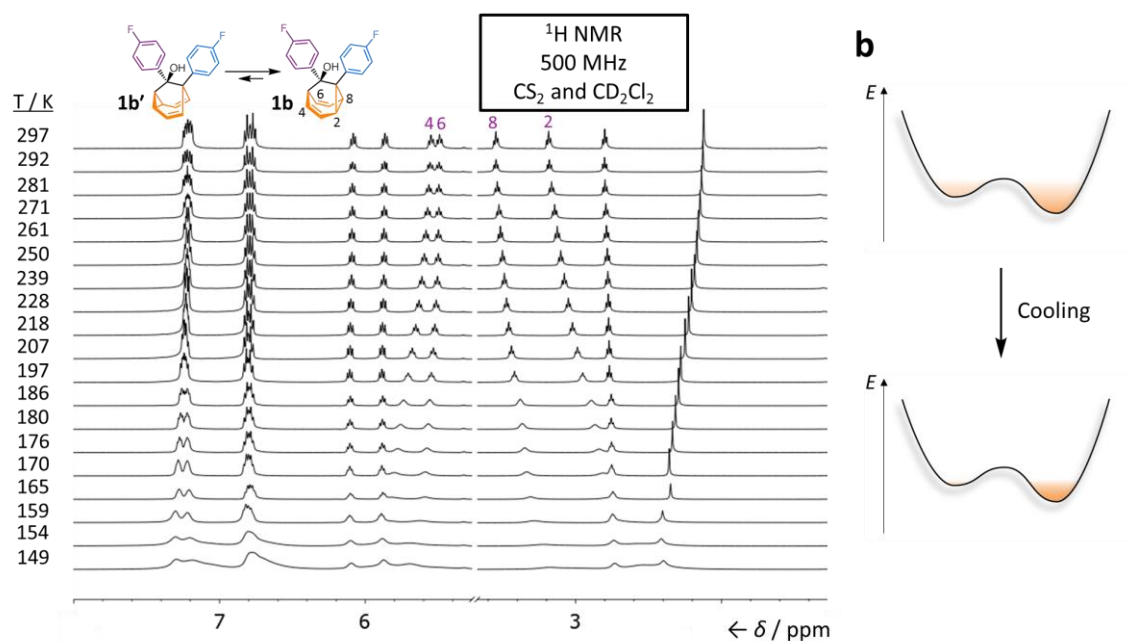 F
F
OH
1b′
F
F
OH
6
4
8
2
1b
¹H NMR
500 MHz
CS₂ and CD₂Cl₂
b
T / K
297
292
281
271
261
250
239
228
218
207
197
186
180
176
170
165
159
154
149
4 6
8
2
7
6
3
← δ / ppm
E
Cooling
E